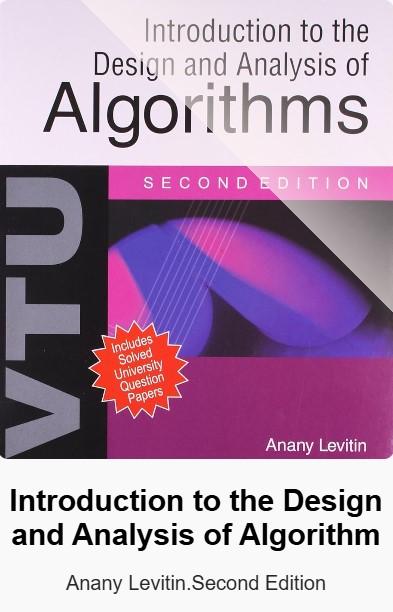 Introduction to the
Design and Analysis of
Algorithms
SECOND EDITION
VTU
Includes
Solved
University
Question
Papers
Anany Levitin
Introduction to the Design
and Analysis of Algorithm
Anany Levitin.Second Edition